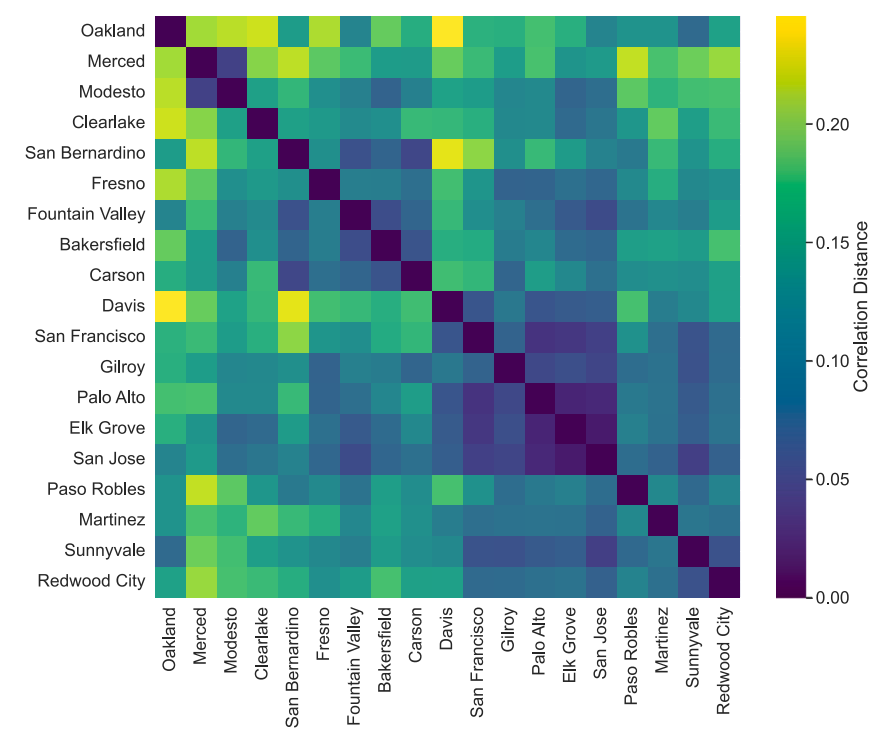 Oakland
Merced
Modesto
Clearlake
San Bernardino
Fresno
Fountain Valley
Bakersfield
Carson
Davis
San Francisco
Gilroy
Palo Alto
Elk Grove
San Jose
Paso Robles
Martinez
Sunnyvale
Redwood City
Oakland
Merced
Modesto
Clearlake
San Bernardino
Fresno
Fountain Valley
Bakersfield
Carson
Davis
San Francisco
Gilroy
Palo Alto
Elk Grove
San Jose
Paso Robles
Martinez
Sunnyvale
Redwood City
0.20
0.15
0.10
0.05
0.00
Correlation Distance